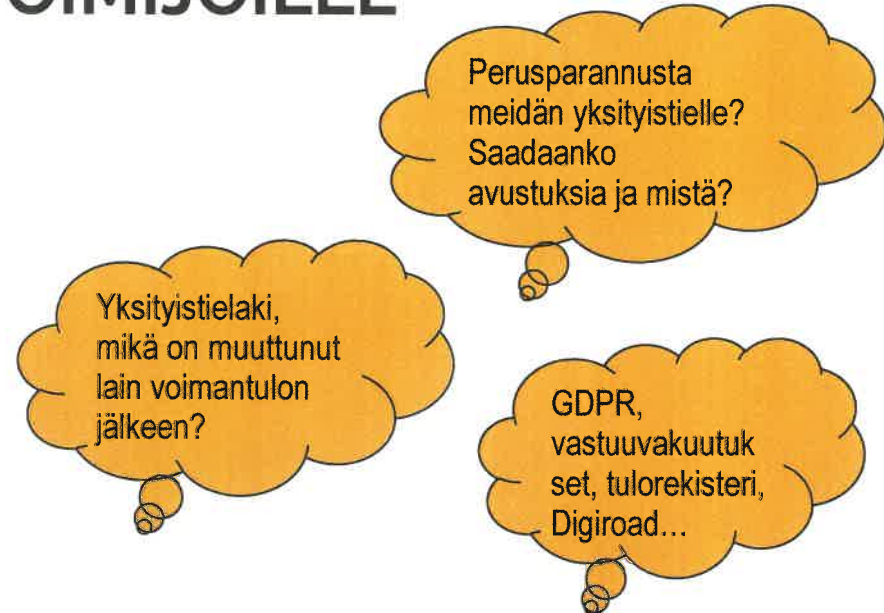 OIMIJOILLE
Perusparannusta
meidän yksityistielle?
Saadaanko
avustuksia ja mistä?
Yksityistielaki,
mikä on muuttunut
lain voimantulon
jälkeen?
GDPR,
vastuuvakuutuk
set, tulorekisteri,
Digiroad...